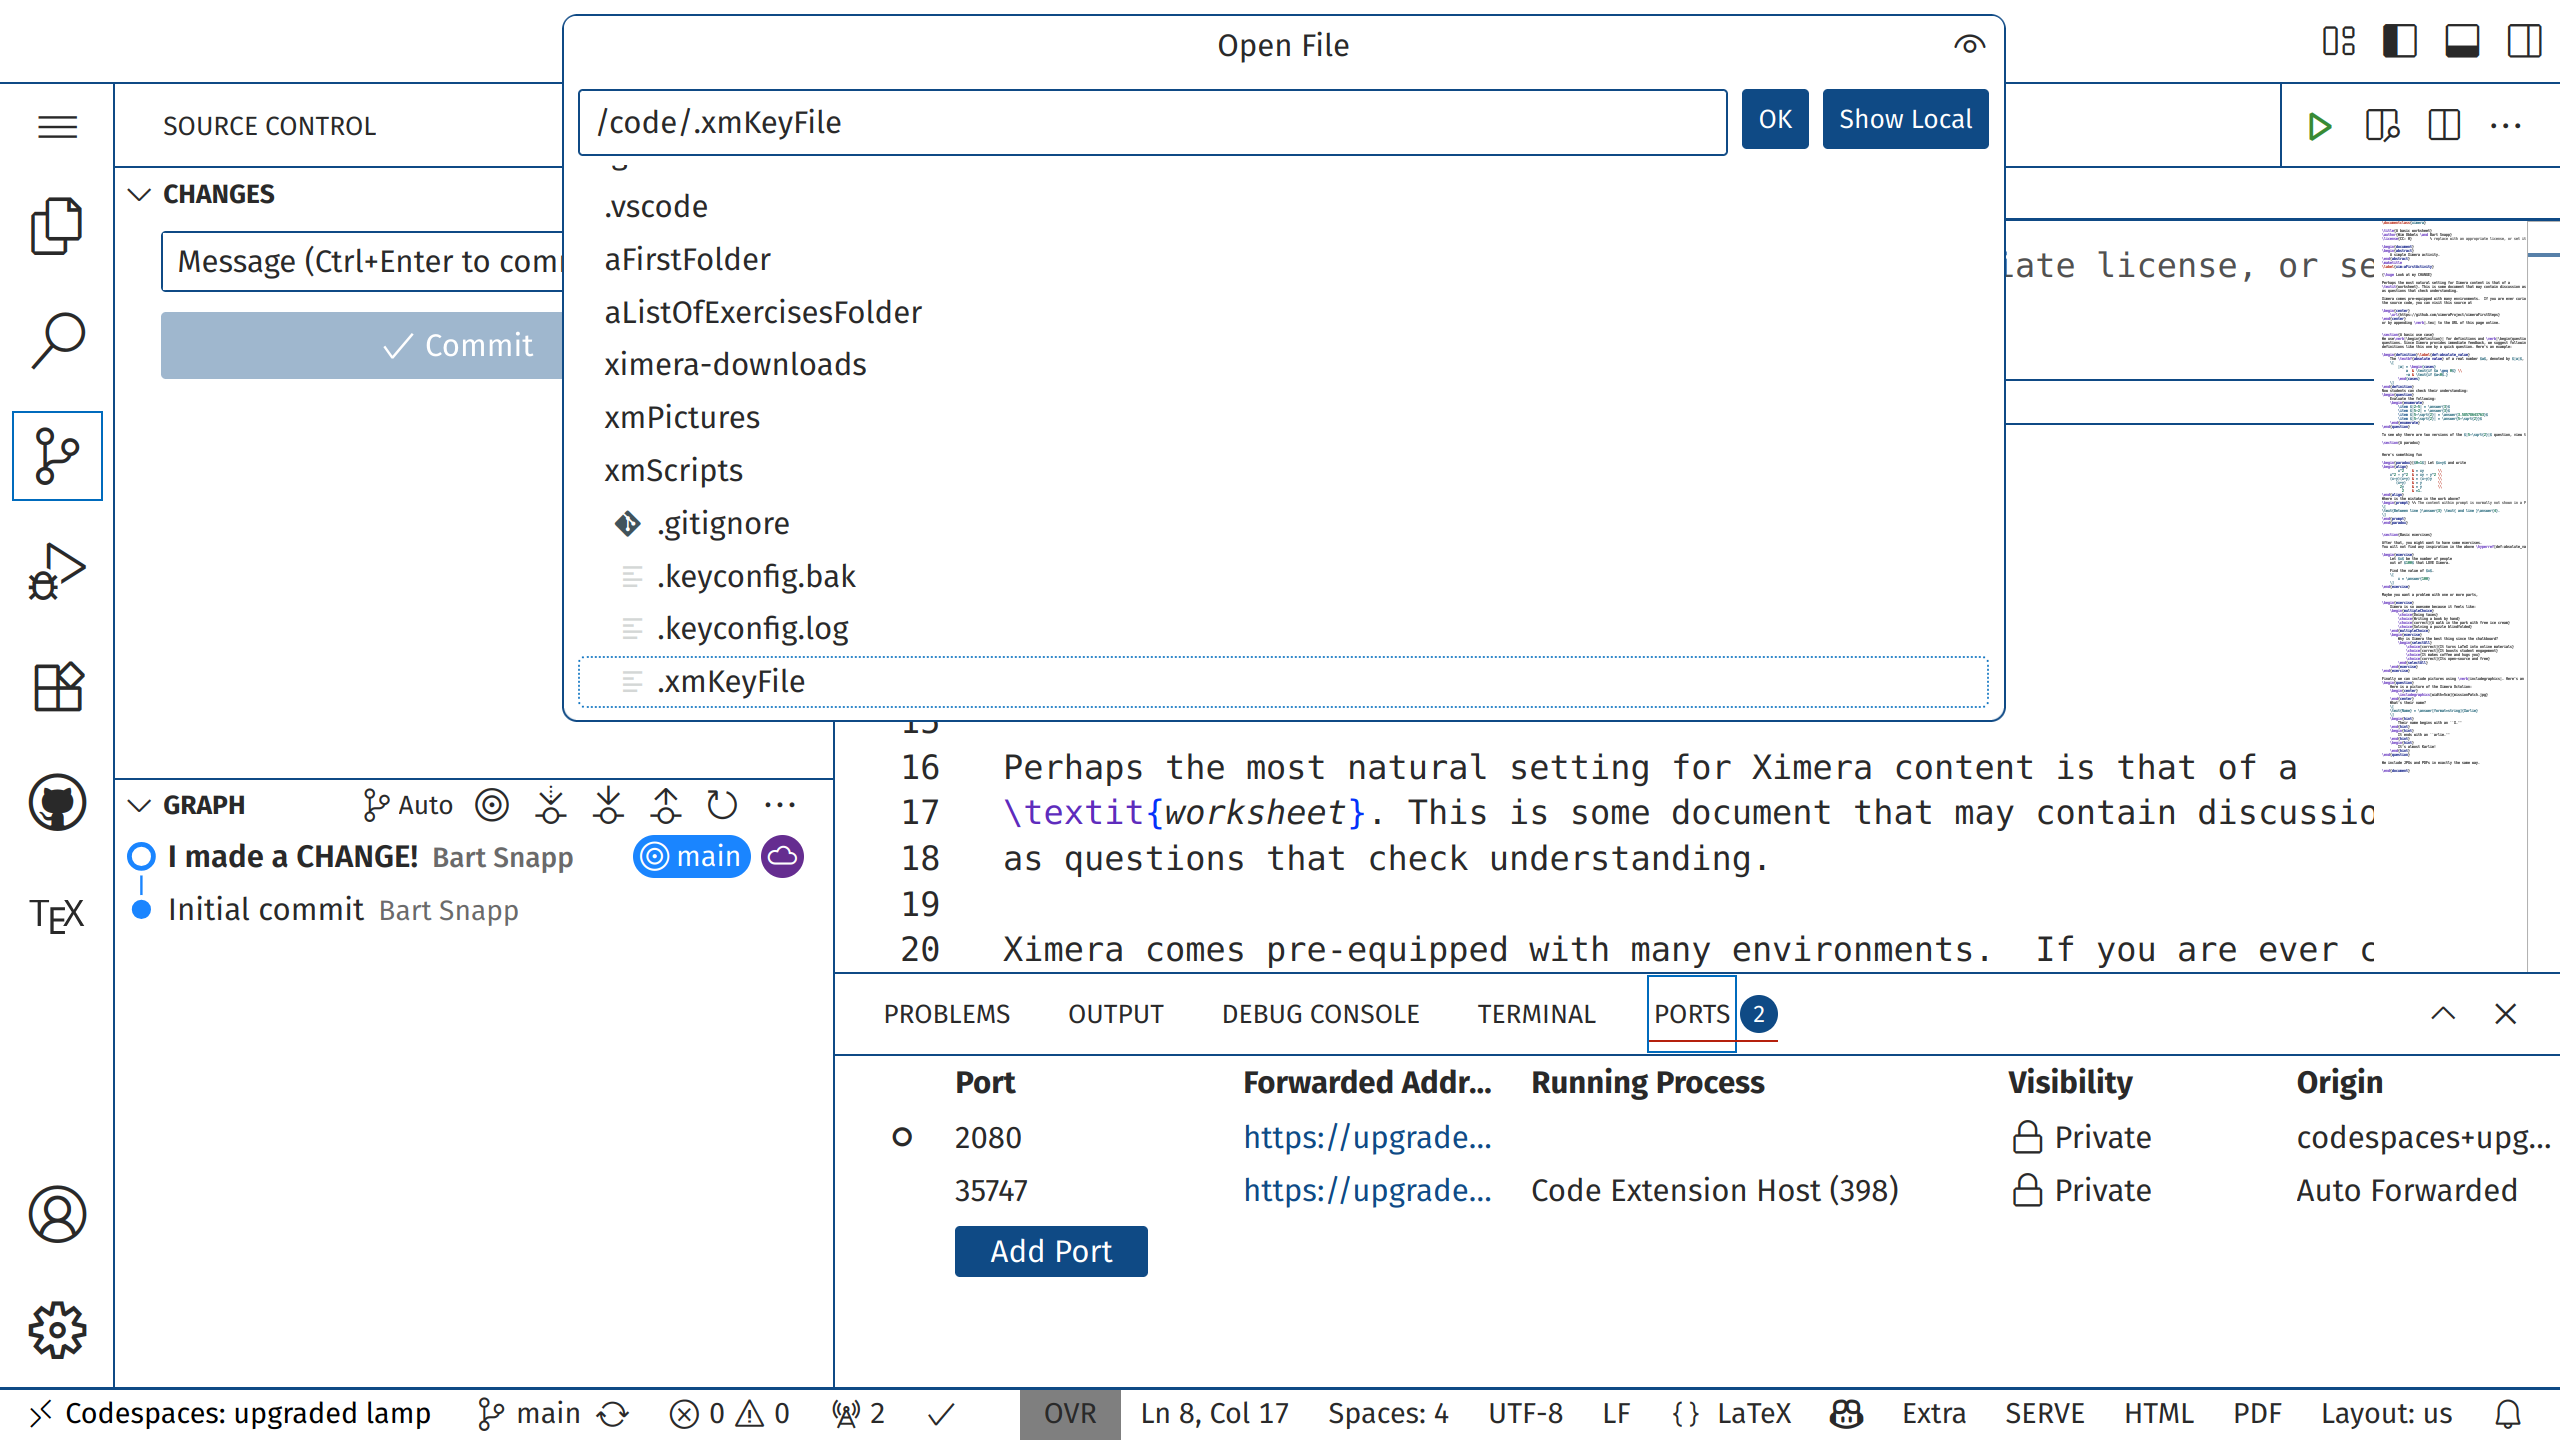 Open File
/code/.xmKeyFile
OK
Show Local
SOURCE CONTROL
CHANGES
Message (Ctrl+Enter to com
Commit
.vscode
aFirstFolder
aListOfExercisesFolder
ximera-downloads
xmPictures
xmScripts
.gitignore
.keyconfig.bak
.keyconfig.log
.xmKeyFile
iate license, or se
15
16 Perhaps the most natural setting for Ximera content is that of a
17 \textit{worksheet}. This is some document that may contain discussio
18 as questions that check understanding.
19
20 Ximera comes pre-equipped with many environments.  If you are ever c
GRAPH
Auto
I made a CHANGE! Bart Snapp
main
Initial commit Bart Snapp
TEX
PROBLEMS OUTPUT DEBUG CONSOLE TERMINAL PORTS 2
Port Forwarded Addr... Running Process Visibility Origin
2080 https://upgrade... Private codespaces+upg...
35747 https://upgrade... Code Extension Host (398) Private Auto Forwarded
Add Port
Codespaces: upgraded lamp main 0 0 2 OVR Ln 8, Col 17 Spaces: 4 UTF-8 LF {} LaTeX Extra SERVE HTML PDF Layout: us